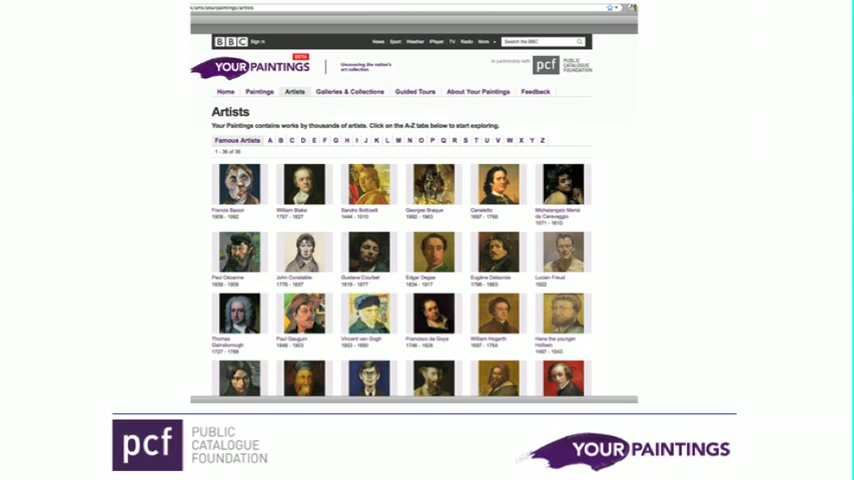 /arts/yourpaintings/artists
BBC Sign in News Sport Weather iPlayer TV Radio More Search the BBC
BETA
YOUR PAINTINGS
Uncovering the nation's
art collection
In partnership with
pcf PUBLIC
CATALOGUE
FOUNDATION
Home Paintings Artists Galleries & Collections Guided Tours About Your Paintings Feedback
Artists
Your Paintings contains works by thousands of artists. Click on the A-Z tabs below to start exploring.
Famous Artists A B C D E F G H I J K L M N O P Q R S T U V W X Y Z
1 - 36 of 36
Francis Bacon
1909 - 1992
William Blake
1757 - 1827
Sandro Botticelli
1444 - 1510
Georges Braque
1882 - 1963
Canaletto
1697 - 1768
Michelangelo Merisi
da Caravaggio
1571 - 1610
Paul Cézanne
1839 - 1906
John Constable
1776 - 1837
Gustave Courbet
1819 - 1877
Edgar Degas
1834 - 1917
Eugène Delacroix
1798 - 1863
Lucian Freud
1922
Thomas
Gainsborough
1727 - 1788
Paul Gauguin
1848 - 1903
Vincent van Gogh
1853 - 1890
Francisco de Goya
1746 - 1828
William Hogarth
1697 - 1764
Hans the younger
Holbein
1497 - 1543
pcf PUBLIC
CATALOGUE
FOUNDATION
YOUR PAINTINGS